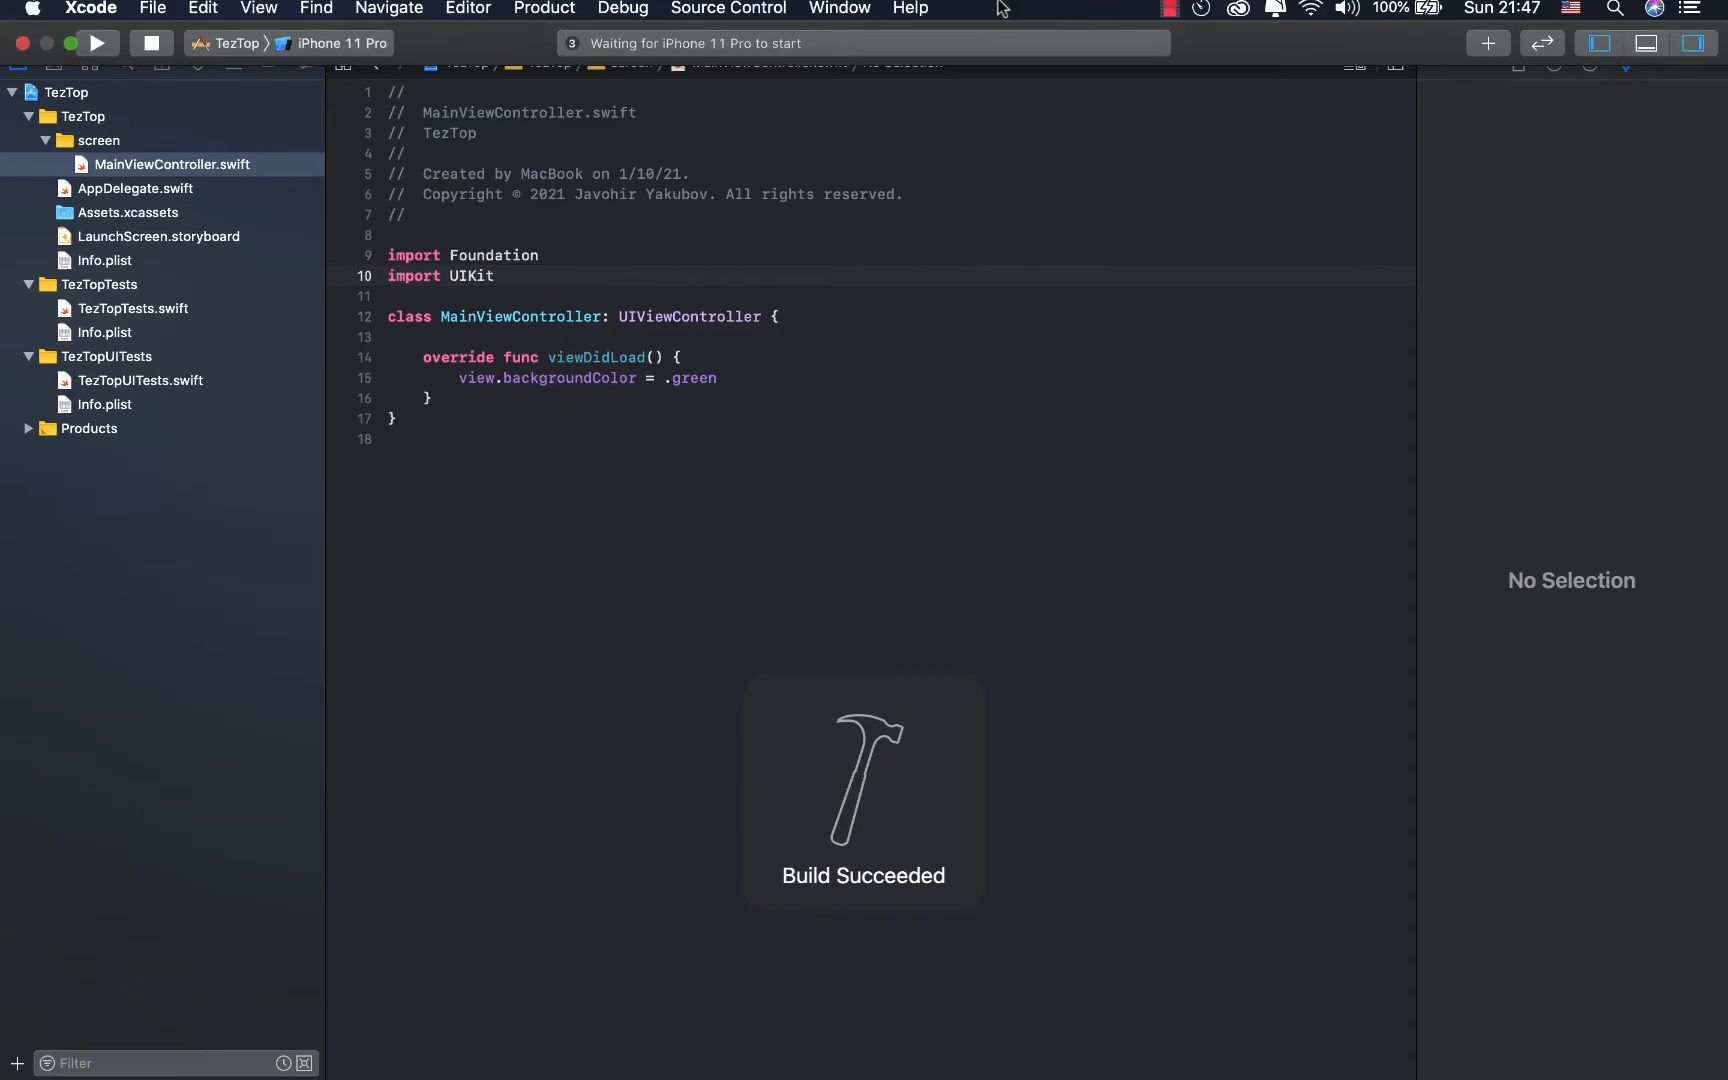 Xcode File Edit View Find Navigate Editor Product Debug Source Control Window Help 100% Sun 21:47
TezTop iPhone 11 Pro 3 Waiting for iPhone 11 Pro to start
TezTop
TezTop
screen
MainViewController.swift
AppDelegate.swift
Assets.xcassets
LaunchScreen.storyboard
Info.plist
TezTopTests
TezTopTests.swift
Info.plist
TezTopUITests
TezTopUITests.swift
Info.plist
Products
1 //
2 // MainViewController.swift
3 // TezTop
4 //
5 // Created by MacBook on 1/10/21.
6 // Copyright © 2021 Javohir Yakubov. All rights reserved.
7 //
8
9 import Foundation
10 import UIKit
11
12 class MainViewController: UIViewController {
13
14 override func viewDidLoad() {
15 view.backgroundColor = .green
16 }
17 }
18
No Selection
Build Succeeded
Filter